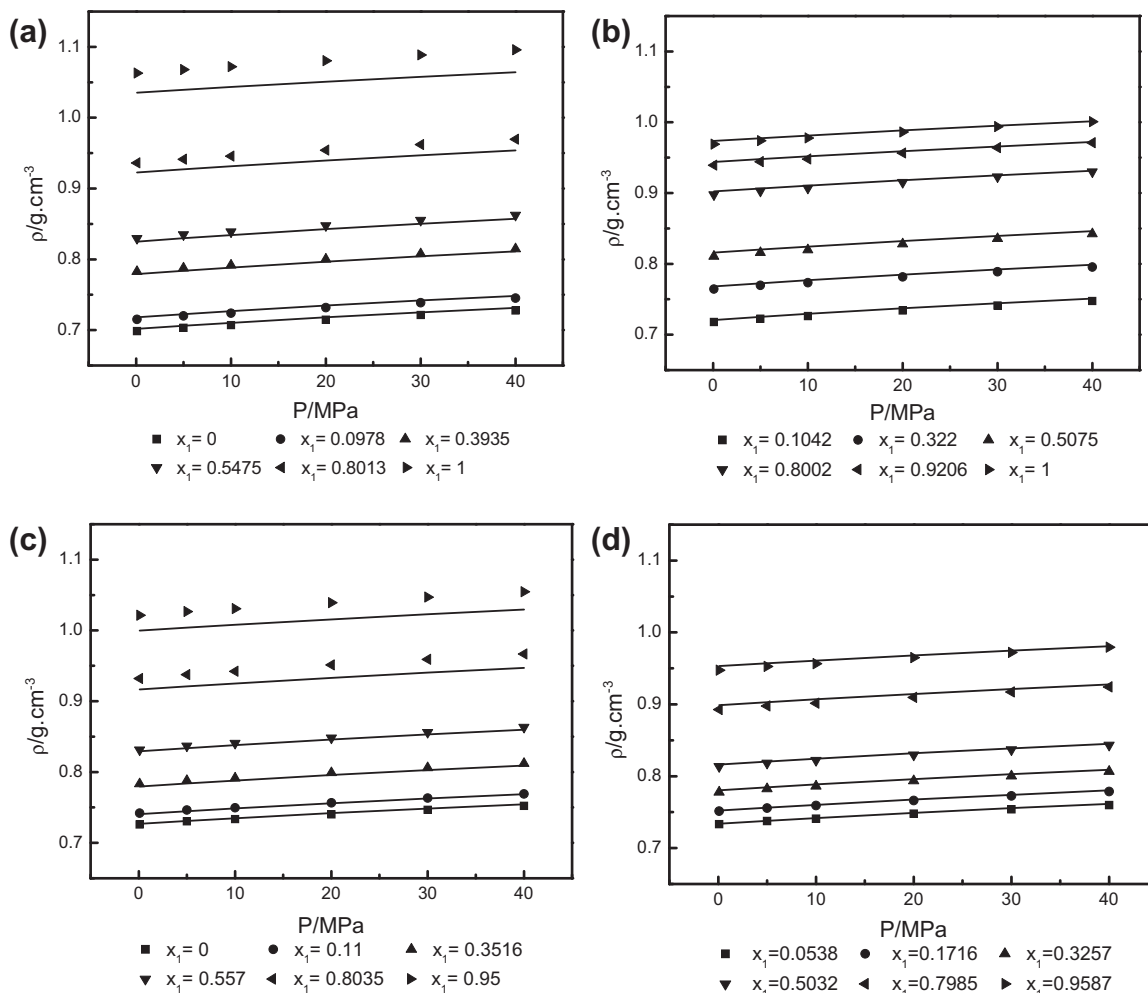 (a)
1.1
1.0
0.9
0.8
0.7
ρ/g.cm-3
0 10 20 30 40
P/MPa
x1= 0 x1= 0.0978 x1= 0.3935
x1= 0.5475 x1= 0.8013 x1= 1
(b)
1.1
1.0
0.9
0.8
0.7
ρ/g.cm-3
0 10 20 30 40
P/MPa
x1= 0.1042 x1= 0.322 x1= 0.5075
x1= 0.8002 x1= 0.9206 x1= 1
(c)
1.1
1.0
0.9
0.8
0.7
ρ/g.cm-3
0 10 20 30 40
P/MPa
x1= 0 x1= 0.11 x1= 0.3516
x1= 0.557 x1= 0.8035 x1= 0.95
(d)
1.1
1.0
0.9
0.8
0.7
ρ/g.cm-3
0 10 20 30 40
P/MPa
x1=0.0538 x1=0.1716 x1=0.3257
x1=0.5032 x1=0.7985 x1=0.9587